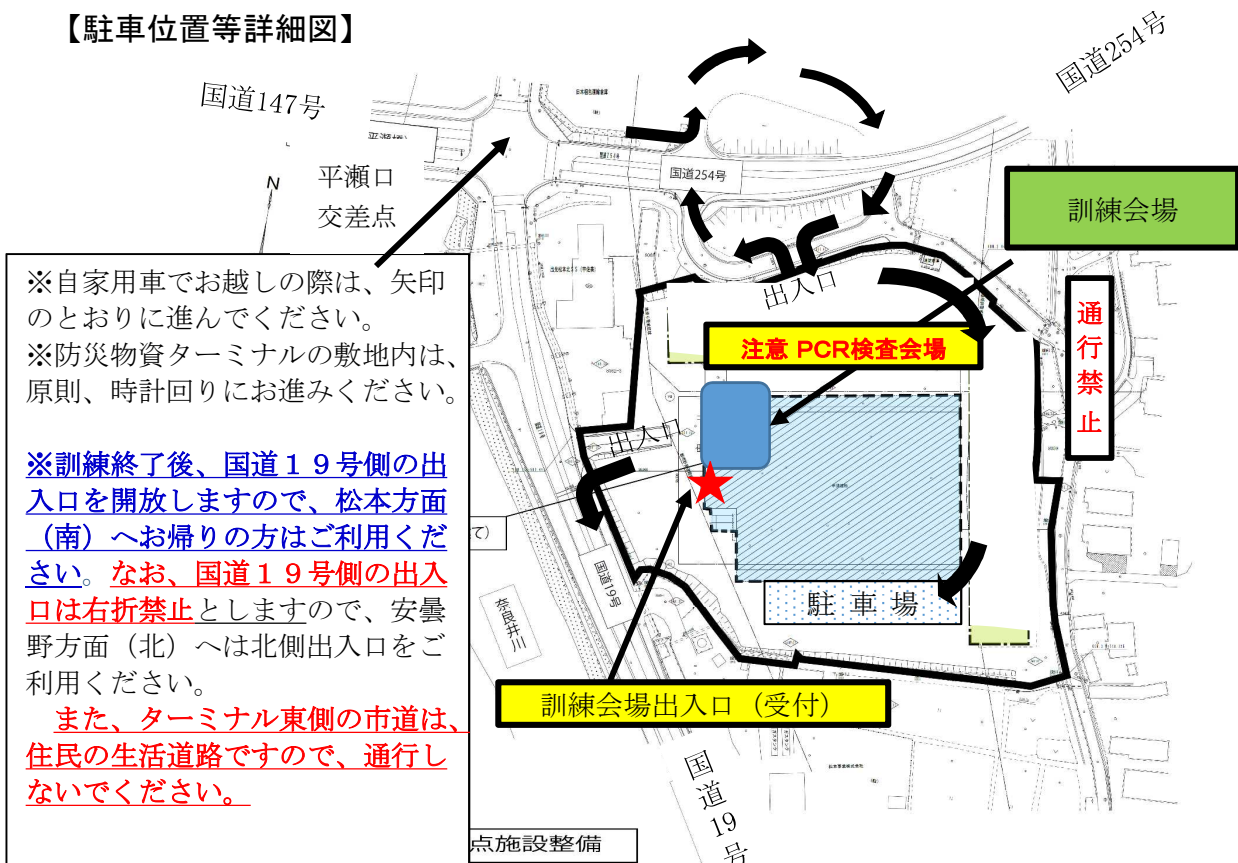 【駐車位置等詳細図】
国道147号
国道254号
平瀬口
交差点
N
国道254号
訓練会場
※自家用車でお越しの際は、矢印
のとおりに進んでください。
※防災物資ターミナルの敷地内は、
原則、時計回りにお進みください。
※訓練終了後、国道１９号側の出
入口を開放しますので、松本方面
（南）へお帰りの方はご利用くだ
さい。なお、国道１９号側の出入
口は右折禁止としますので、安曇
野方面（北）へは北側出入口をご
利用ください。
また、ターミナル東側の市道は、
住民の生活道路ですので、通行し
ないでください。
出入口
注意 PCR検査会場
通行禁止
出入口
て）
国道19号
奈良井川
駐車場
訓練会場出入口（受付）
国道19号
点施設整備